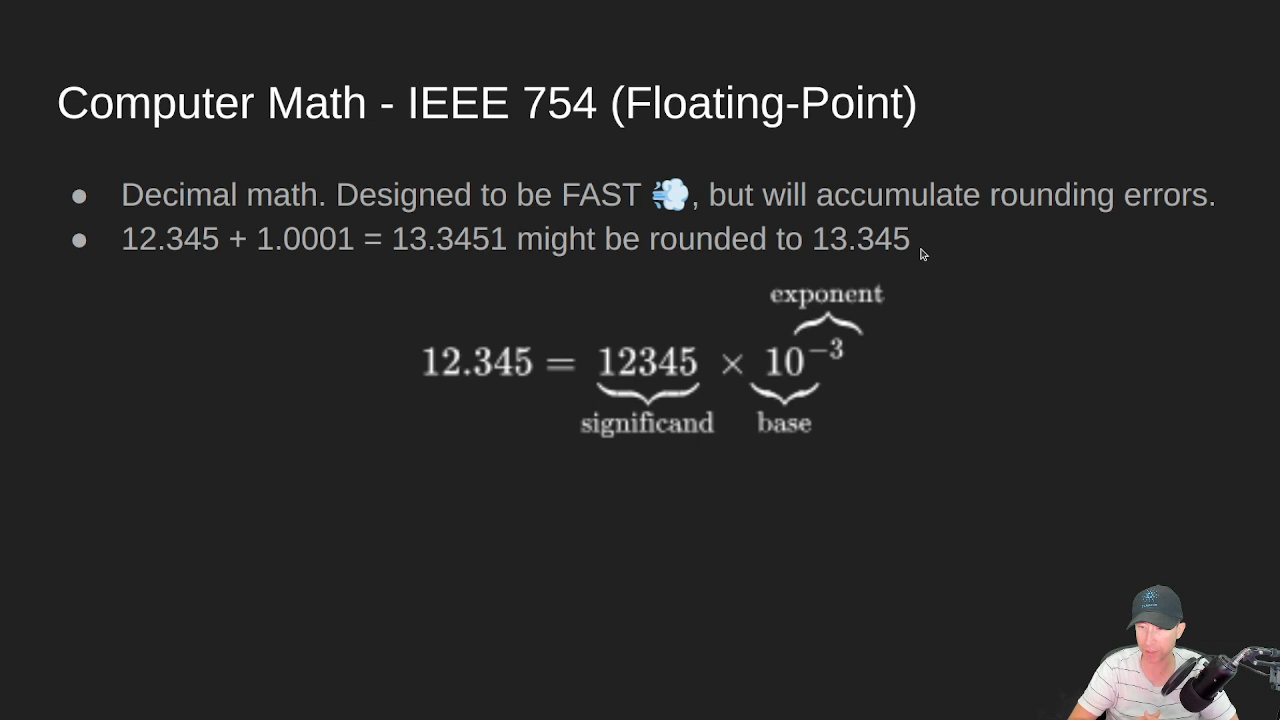 Computer Math - IEEE 754 (Floating-Point)
● Decimal math. Designed to be FAST 💨, but will accumulate rounding errors.
● 12.345 + 1.0001 = 13.3451 might be rounded to 13.345
exponent
12.345 = 12345 × 10⁻³
significand base